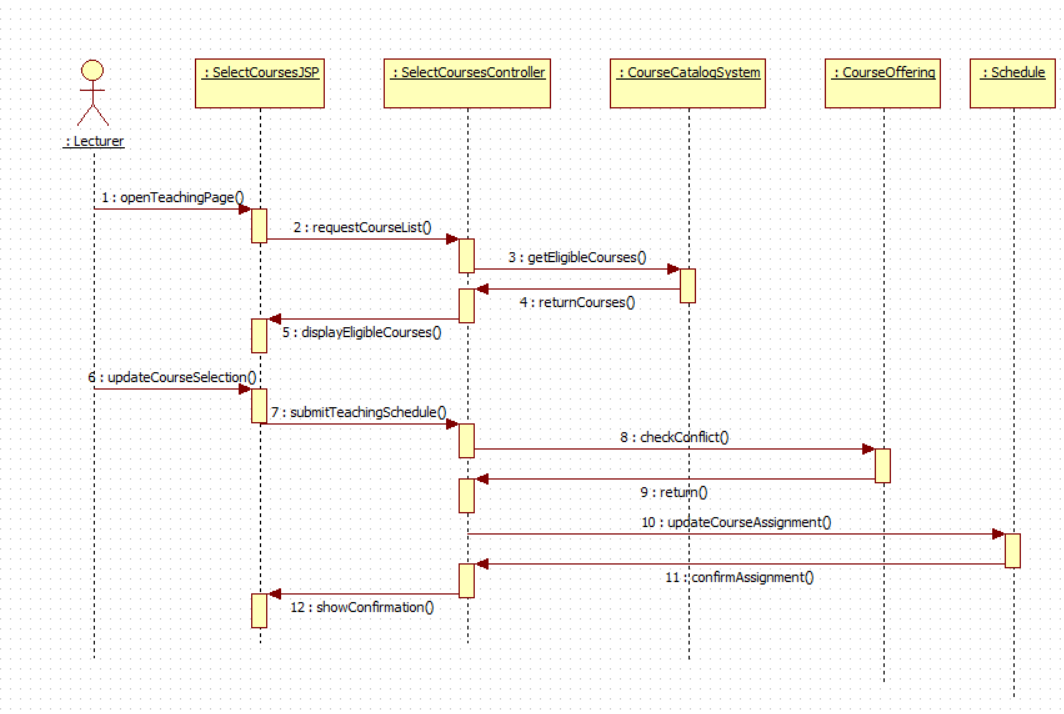 : SelectCoursesJSP
: SelectCoursesController
: CourseCatalogSystem
: CourseOffering
: Schedule
: Lecturer
1 : openTeachingPage()
2 : requestCourseList()
3 : getEligibleCourses()
4 : returnCourses()
5 : displayEligibleCourses()
6 : updateCourseSelection()
7 : submitTeachingSchedule()
8 : checkConflict()
9 : return()
10 : updateCourseAssignment()
11 : confirmAssignment()
12 : showConfirmation()